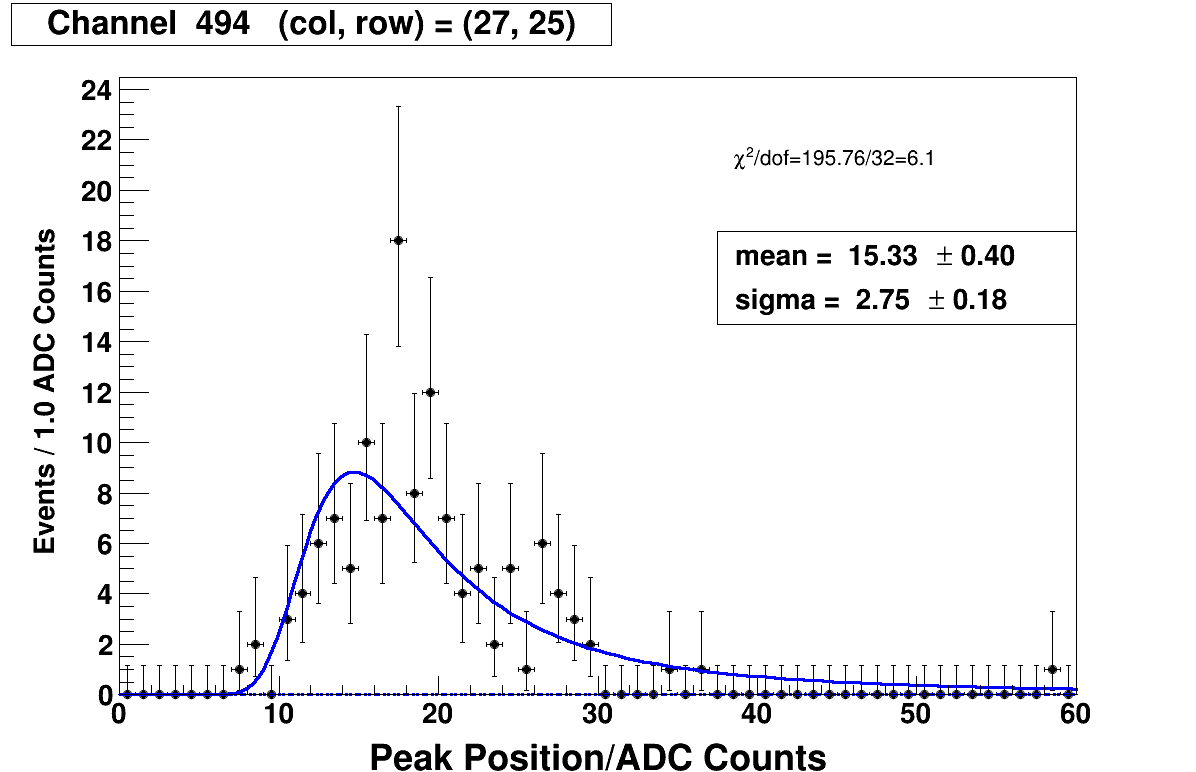 Channel 494 (col, row) = (27, 25)
24
22
20
18
16
14
12
10
8
6
4
2
0
Events / 1.0 ADC Counts
χ²/dof=195.76/32=6.1
mean = 15.33 ± 0.40
sigma = 2.75 ± 0.18
0 10 20 30 40 50 60
Peak Position/ADC Counts